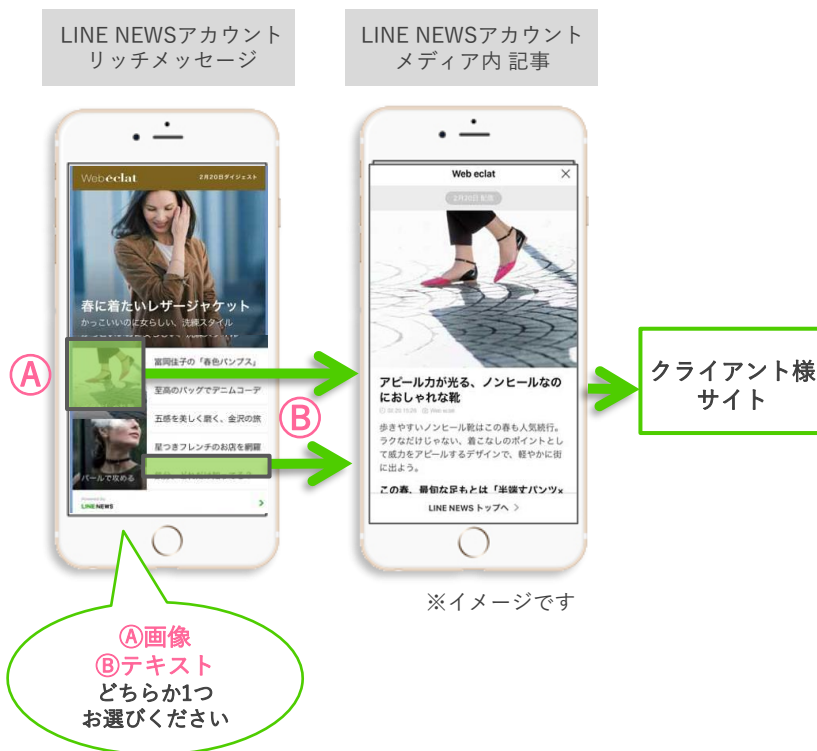 LINE NEWSアカウント
リッチメッセージ
LINE NEWSアカウント
メディア内 記事
Webéclat
2月20日ダイジェスト
春に着たいレザージャケット
かっこいいのに女らしい、洗練スタイル
富岡佳子の「春色パンプス」
至高のバッグでデニムコーデ
五感を美しく磨く、金沢の旅
星つきフレンチのお店を網羅
パールで攻める
Powered by
LINE NEWS
Web eclat
2月20日 配信
アピール力が光る、ノンヒールなの
におしゃれな靴
Web eclat
歩きやすいノンヒール靴はこの春も人気続行。
ラクなだけじゃない、着こなしのポイントとし
て威力をアピールするデザインで、軽やかに街
に出よう。
この春、最旬な足もとは「半端丈パンツ×
LINE NEWS トップへ
Ⓐ
Ⓑ
クライアント様
サイト
※イメージです
Ⓐ画像
Ⓑテキスト
どちらか1つ
お選びください